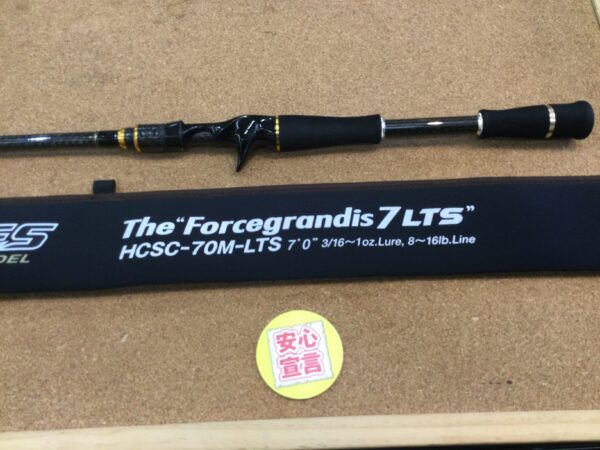 The "Forcegrandis 7 LTS"
HCSC-70M-LTS 7'0" 3/16～1oz.Lure, 8～16lb.Line
安心
宣言